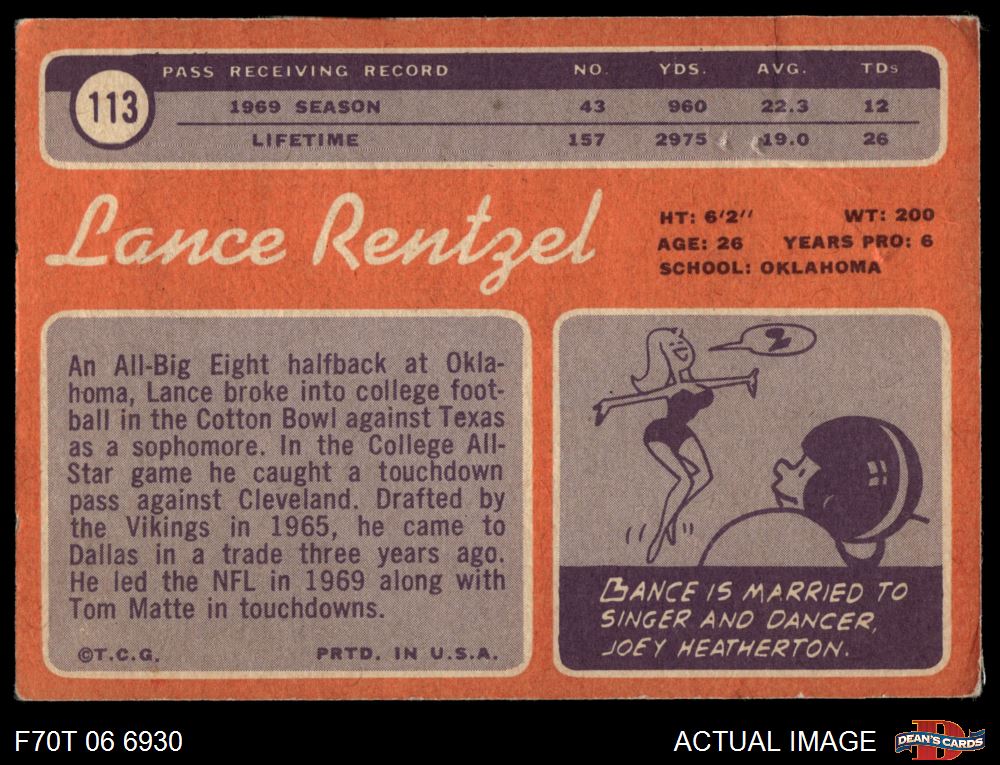 113
PASS RECEIVING RECORD NO. YDS. AVG. TDs
1969 SEASON 43 960 22.3 12
LIFETIME 157 2975 19.0 26
Lance Rentzel
HT: 6'2'' WT: 200
AGE: 26 YEARS PRO: 6
SCHOOL: OKLAHOMA
An All-Big Eight halfback at Okla-
homa, Lance broke into college foot-
ball in the Cotton Bowl against Texas
as a sophomore. In the College All-
Star game he caught a touchdown
pass against Cleveland. Drafted by
the Vikings in 1965, he came to
Dallas in a trade three years ago.
He led the NFL in 1969 along with
Tom Matte in touchdowns.
©T.C.G. PRTD. IN U.S.A.
2
LANCE IS MARRIED TO
SINGER AND DANCER,
JOEY HEATHERTON.
F70T 06 6930
ACTUAL IMAGE
DEAN'S CARDS